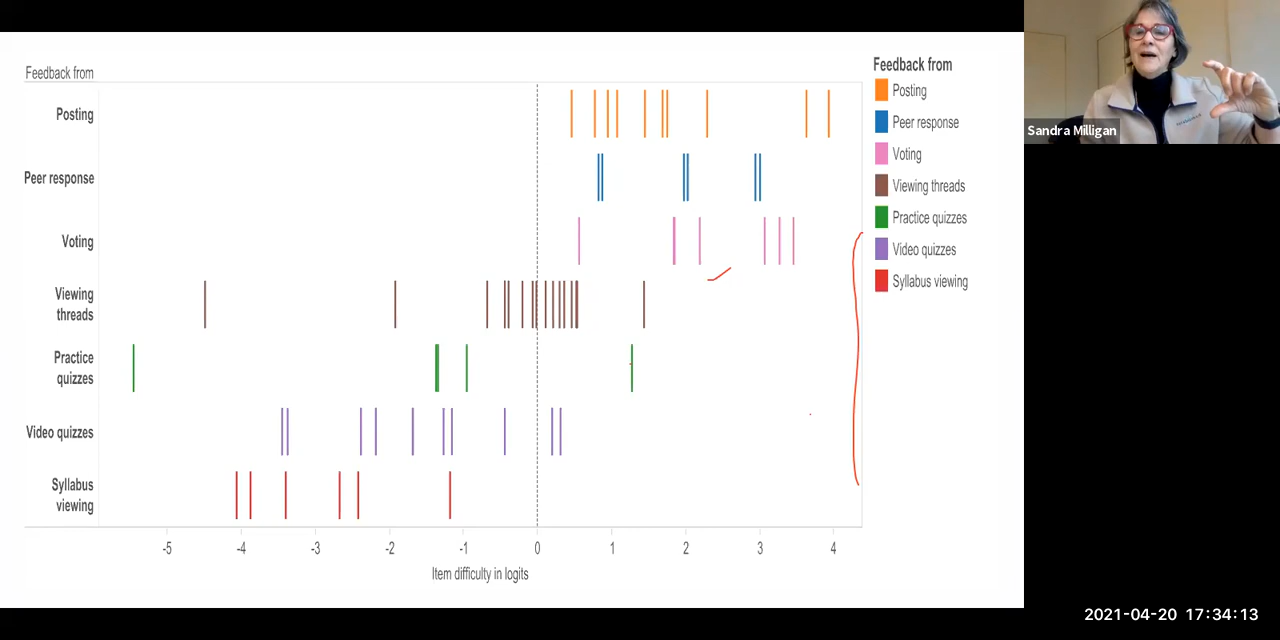 Feedback from
Posting
Peer response
Voting
Viewing
threads
Practice
quizzes
Video quizzes
Syllabus
viewing
-5 -4 -3 -2 -1 0 1 2 3 4
Item difficulty in logits
Feedback from
Posting
Peer response
Voting
Viewing threads
Practice quizzes
Video quizzes
Syllabus viewing
Sandra Milligan
2021-04-20 17:34:13